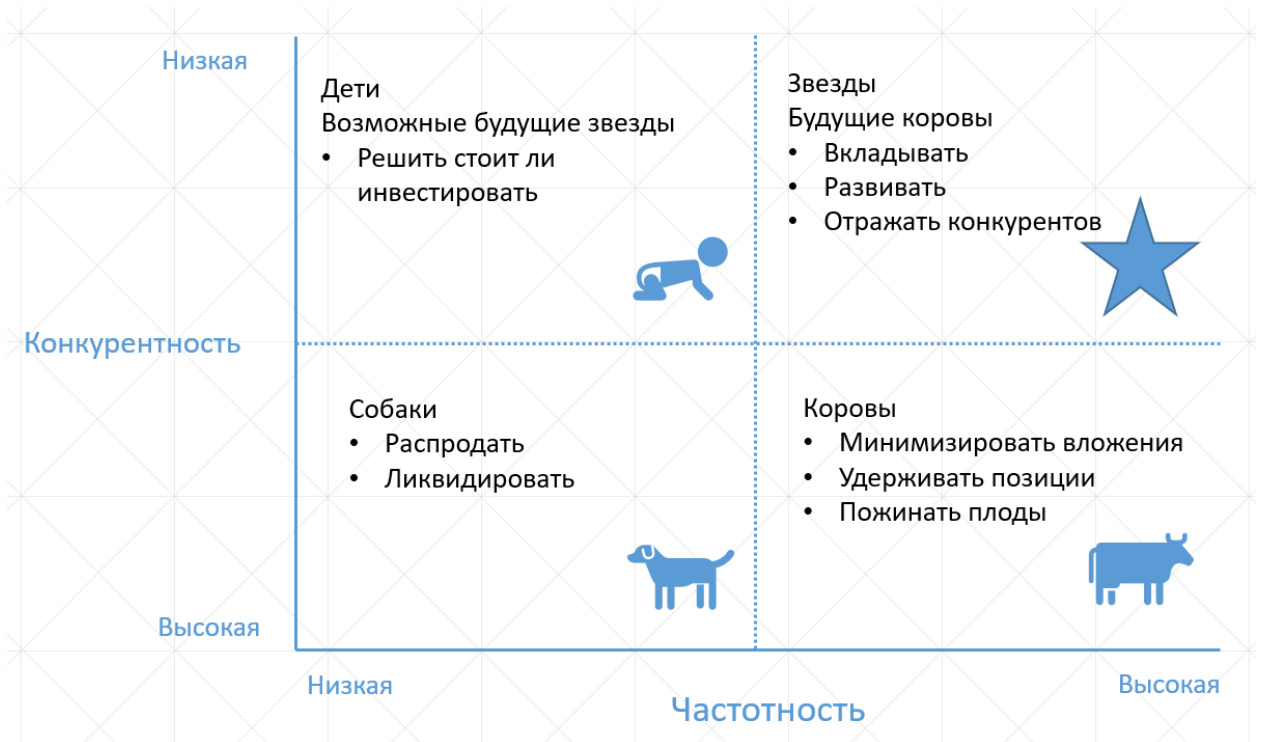 Низкая
Дети
Возможные будущие звезды
• Решить стоит ли
инвестировать
Звезды
Будущие коровы
• Вкладывать
• Развивать
• Отражать конкурентов
Конкурентность
Собаки
• Распродать
• Ликвидировать
Коровы
• Минимизировать вложения
• Удерживать позиции
• Пожинать плоды
Высокая
Низкая
Частотность
Высокая